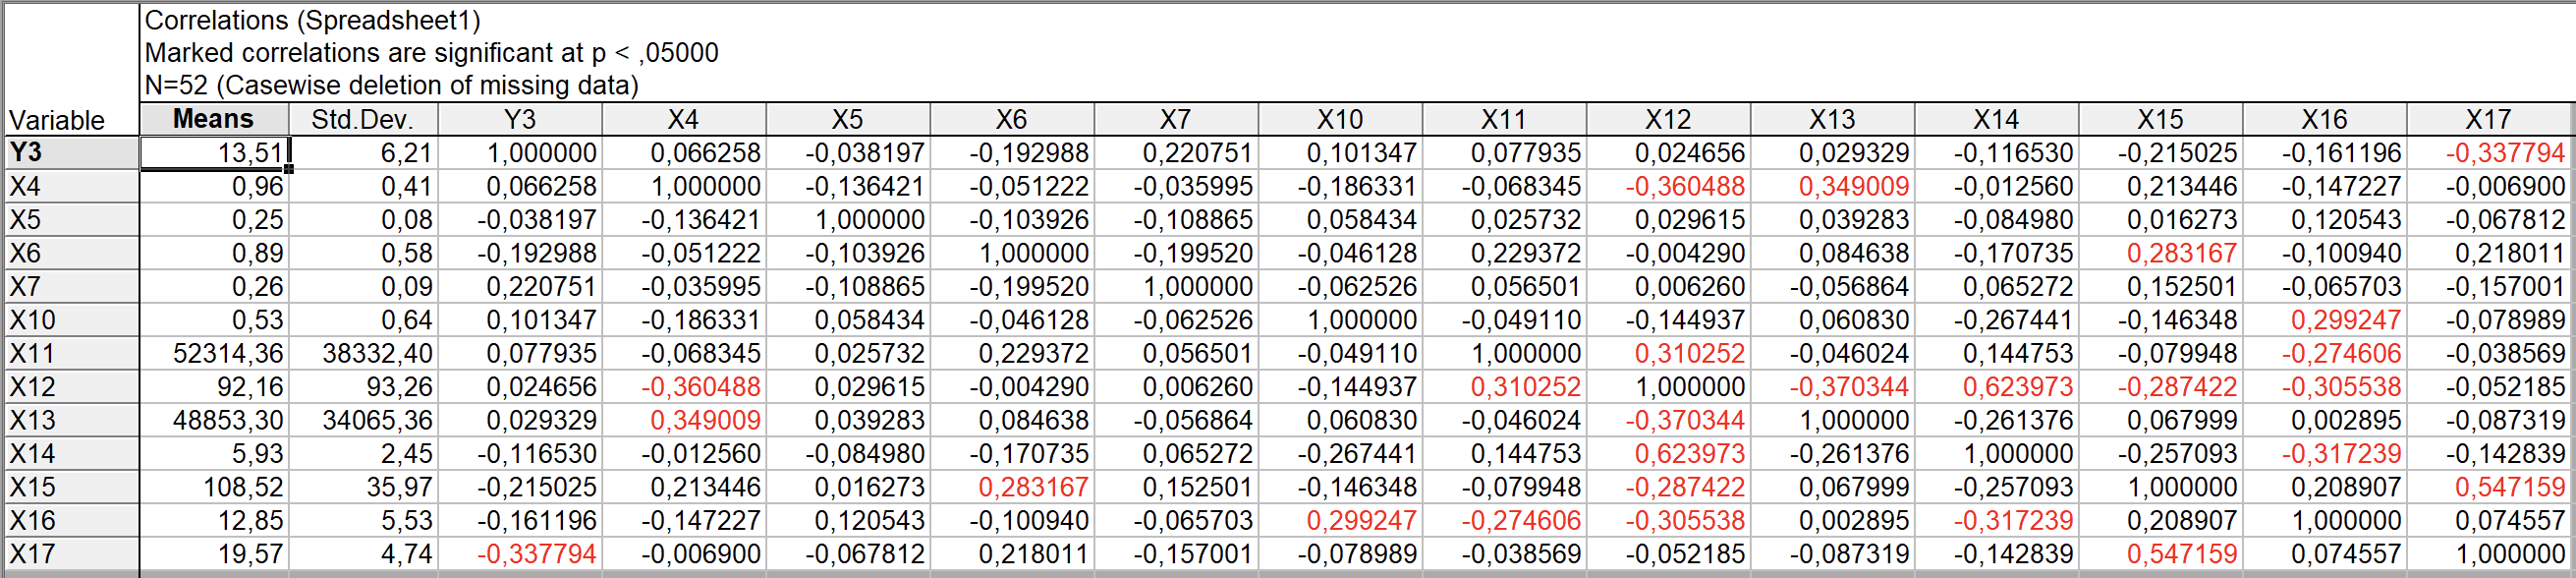 Correlations (Spreadsheet1)
Marked correlations are significant at p < ,05000
N=52 (Casewise deletion of missing data)
Variable Means Std.Dev. Y3 X4 X5 X6 X7 X10 X11 X12 X13 X14 X15 X16 X17
Y3 13,51 6,21 1,000000 0,066258 -0,038197 -0,192988 0,220751 0,101347 0,077935 0,024656 0,029329 -0,116530 -0,215025 -0,161196 -0,337794
X4 0,96 0,41 0,066258 1,000000 -0,136421 -0,051222 -0,035995 -0,186331 -0,068345 -0,360488 0,349009 -0,012560 0,213446 -0,147227 -0,006900
X5 0,25 0,08 -0,038197 -0,136421 1,000000 -0,103926 -0,108865 0,058434 0,025732 0,029615 0,039283 -0,084980 0,016273 0,120543 -0,067812
X6 0,89 0,58 -0,192988 -0,051222 -0,103926 1,000000 -0,199520 -0,046128 0,229372 -0,004290 0,084638 -0,170735 0,283167 -0,100940 0,218011
X7 0,26 0,09 0,220751 -0,035995 -0,108865 -0,199520 1,000000 -0,062526 0,056501 0,006260 -0,056864 0,065272 0,152501 -0,065703 -0,157001
X10 0,53 0,64 0,101347 -0,186331 0,058434 -0,046128 -0,062526 1,000000 -0,049110 -0,144937 0,060830 -0,267441 -0,146348 0,299247 -0,078989
X11 52314,36 38332,40 0,077935 -0,068345 0,025732 0,229372 0,056501 -0,049110 1,000000 0,310252 -0,046024 0,144753 -0,079948 -0,274606 -0,038569
X12 92,16 93,26 0,024656 -0,360488 0,029615 -0,004290 0,006260 -0,144937 0,310252 1,000000 -0,370344 0,623973 -0,287422 -0,305538 -0,052185
X13 48853,30 34065,36 0,029329 0,349009 0,039283 0,084638 -0,056864 0,060830 -0,046024 -0,370344 1,000000 -0,261376 0,067999 0,002895 -0,087319
X14 5,93 2,45 -0,116530 -0,012560 -0,084980 -0,170735 0,065272 -0,267441 0,144753 0,623973 -0,261376 1,000000 -0,257093 -0,317239 -0,142839
X15 108,52 35,97 -0,215025 0,213446 0,016273 0,283167 0,152501 -0,146348 -0,079948 -0,287422 0,067999 -0,257093 1,000000 0,208907 0,547159
X16 12,85 5,53 -0,161196 -0,147227 0,120543 -0,100940 -0,065703 0,299247 -0,274606 -0,305538 0,002895 -0,317239 0,208907 1,000000 0,074557
X17 19,57 4,74 -0,337794 -0,006900 -0,067812 0,218011 -0,157001 -0,078989 -0,038569 -0,052185 -0,087319 -0,142839 0,547159 0,074557 1,000000